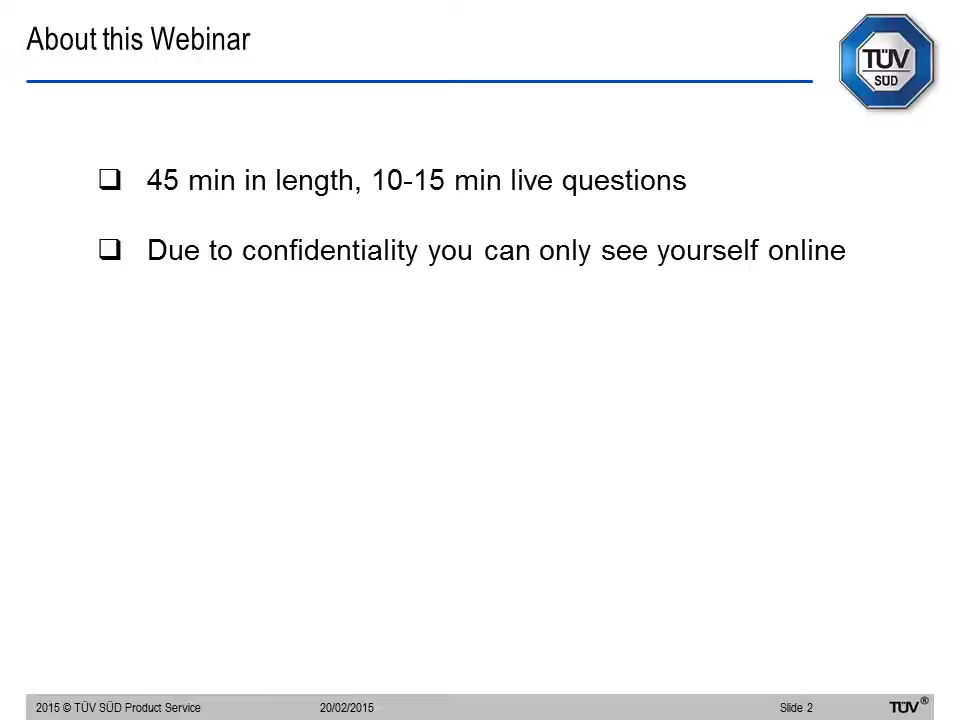 About this Webinar
TÜV
SÜD
❑ 45 min in length, 10-15 min live questions
❑ Due to confidentiality you can only see yourself online
2015 © TÜV SÜD Product Service 20/02/2015 Slide 2 TÜV®